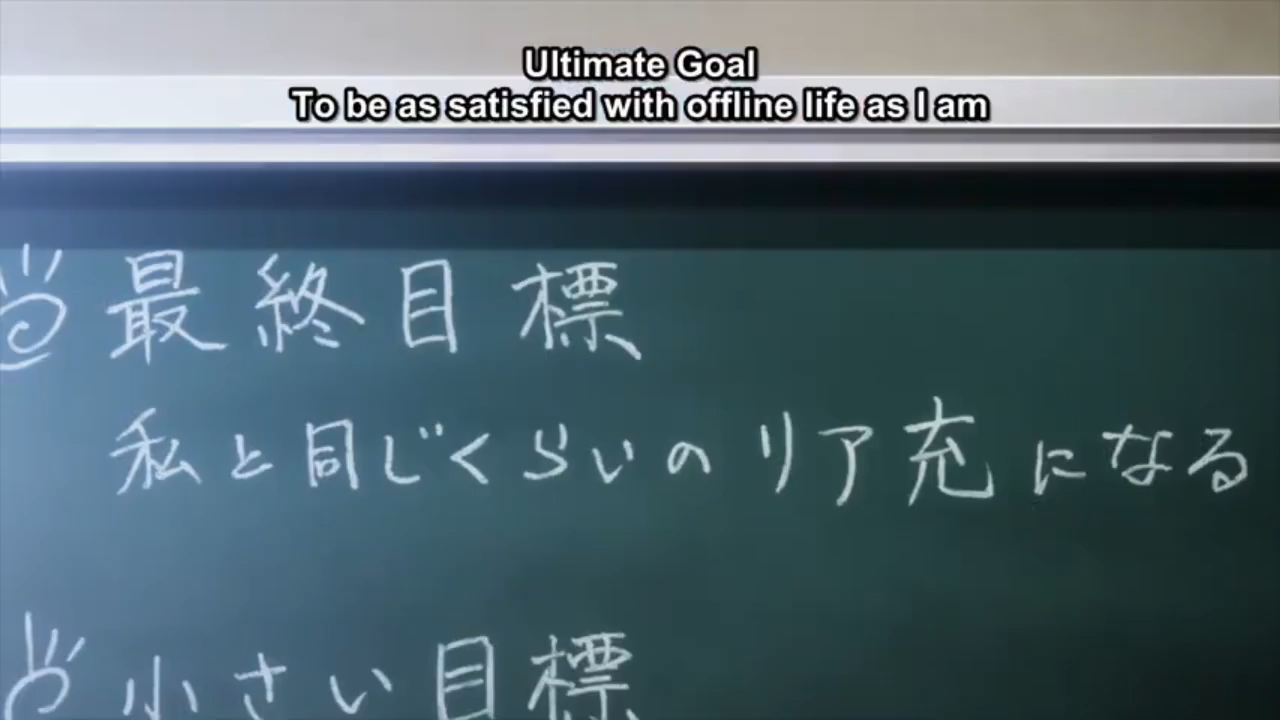 Ultimate Goal
To be as satisfied with offline life as I am
最終目標
私と同じくらいのリア充になる
小さい目標